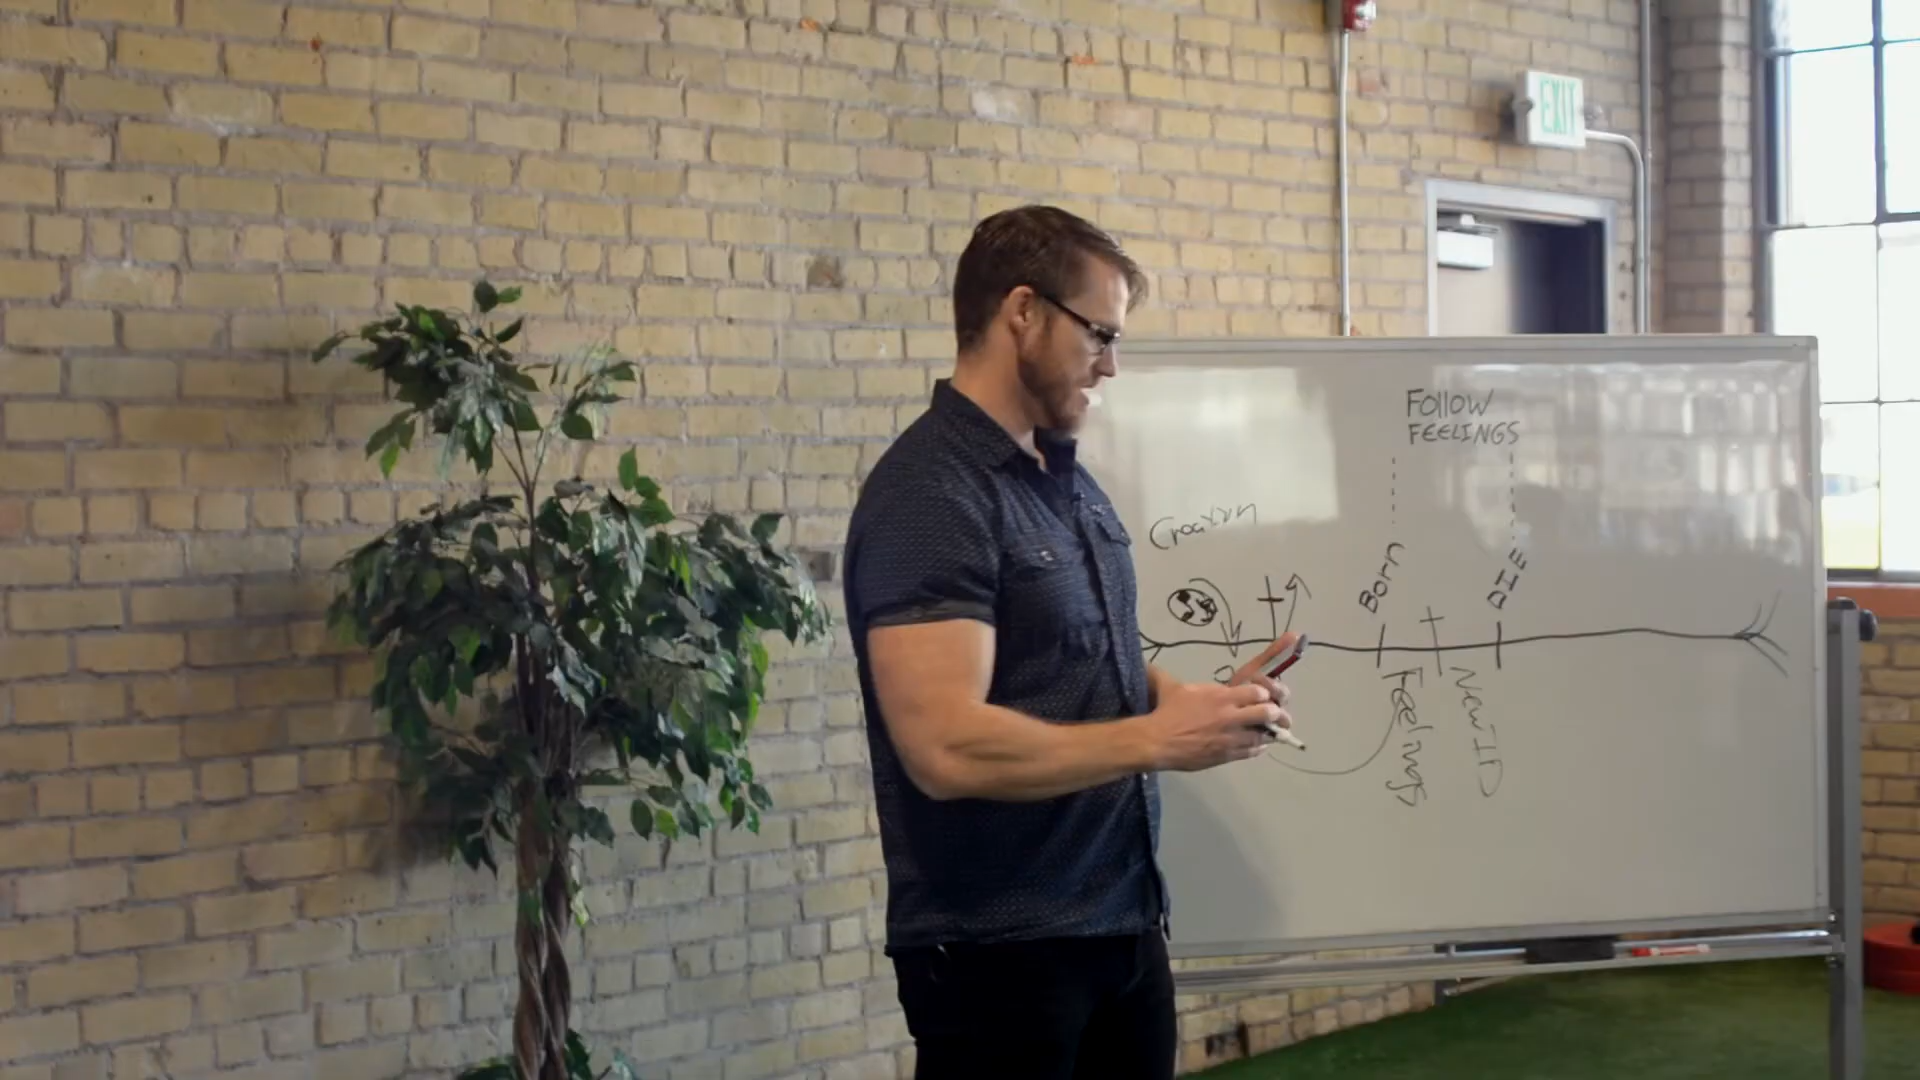 EXIT
FOLLOW
FEELINGS
Creation
Born
DIE
Feelings
New ID